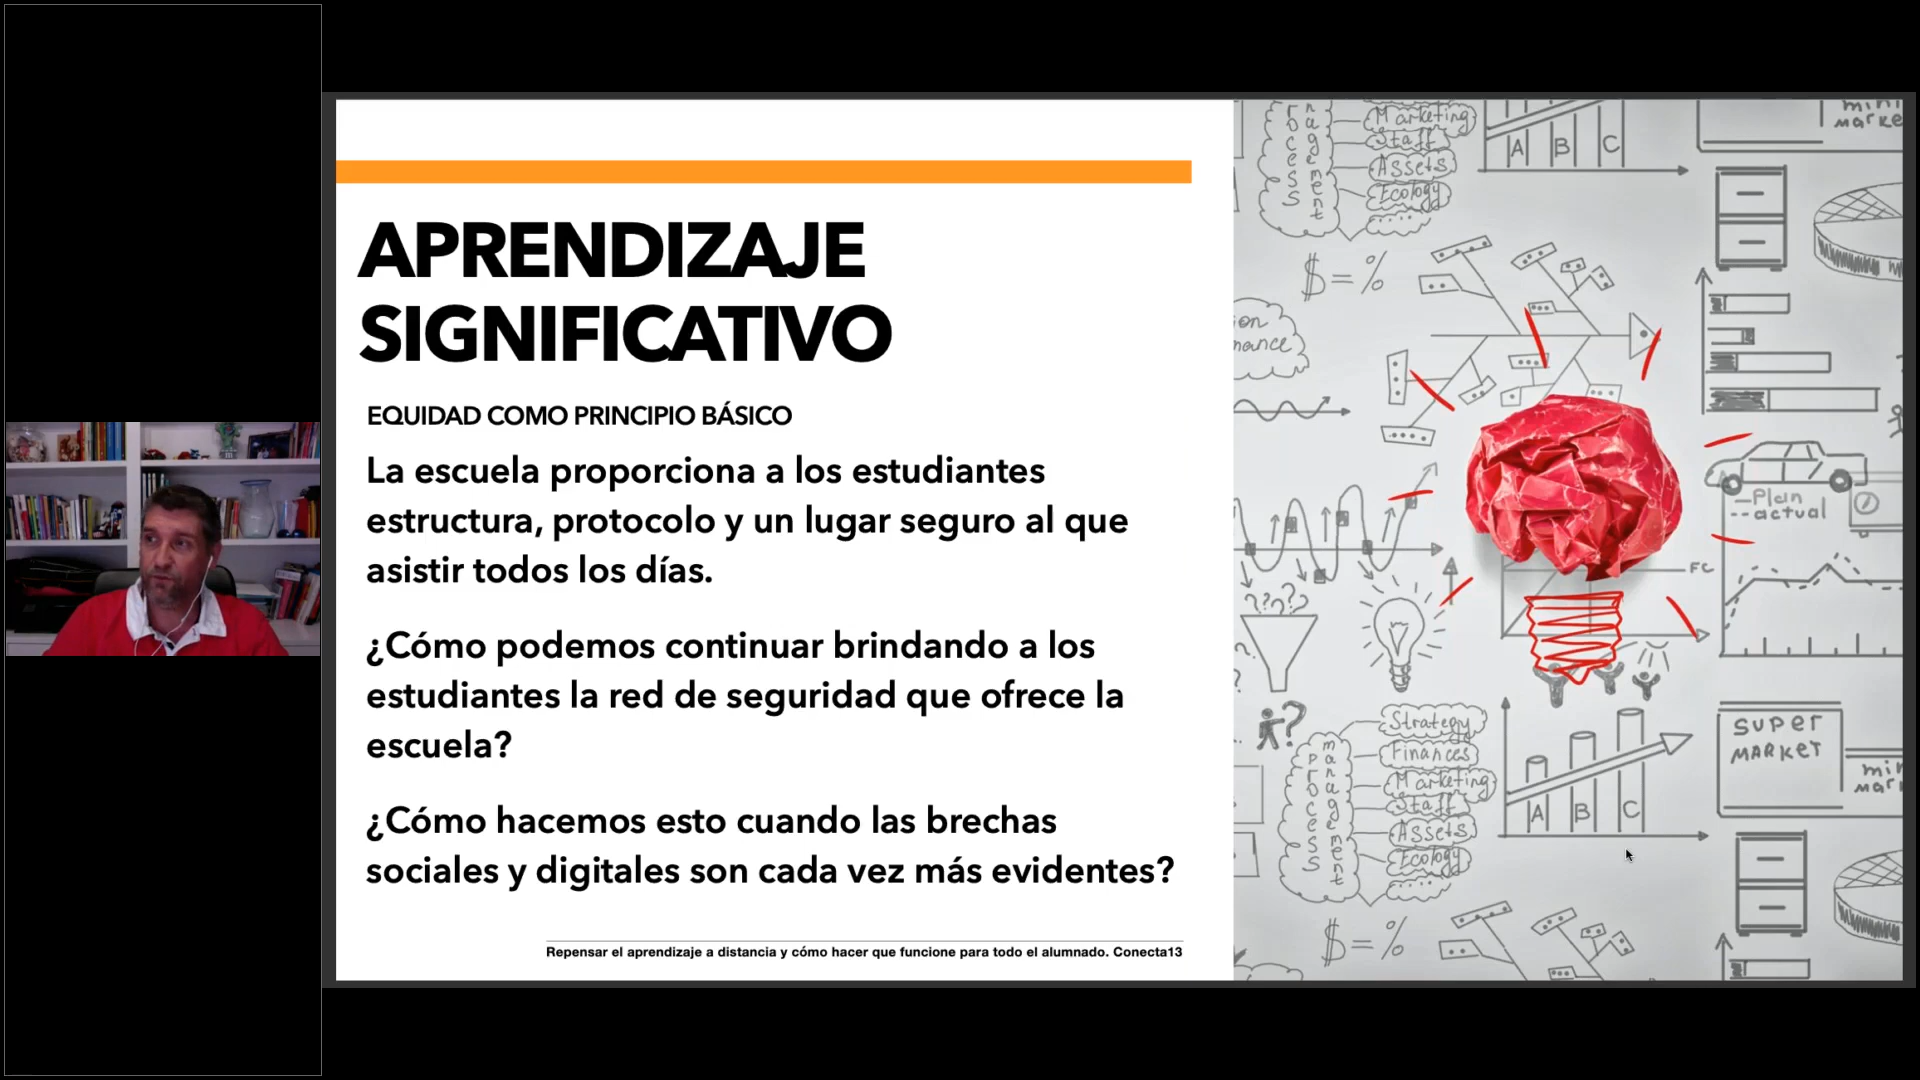 APRENDIZAJE
SIGNIFICATIVO
EQUIDAD COMO PRINCIPIO BÁSICO
La escuela proporciona a los estudiantes
estructura, protocolo y un lugar seguro al que
asistir todos los días.
¿Cómo podemos continuar brindando a los
estudiantes la red de seguridad que ofrece la
escuela?
¿Cómo hacemos esto cuando las brechas
sociales y digitales son cada vez más evidentes?
Repensar el aprendizaje a distancia y cómo hacer que funcione para todo el alumnado. Conecta13
Marketing
Staff
Assets
Ecology
A B C
$=%
Plan
actual
FC
Strategy
Finances
Marketing
Staff
Assets
Ecology
process
management
A B C
SUPER
MARKET
$=%